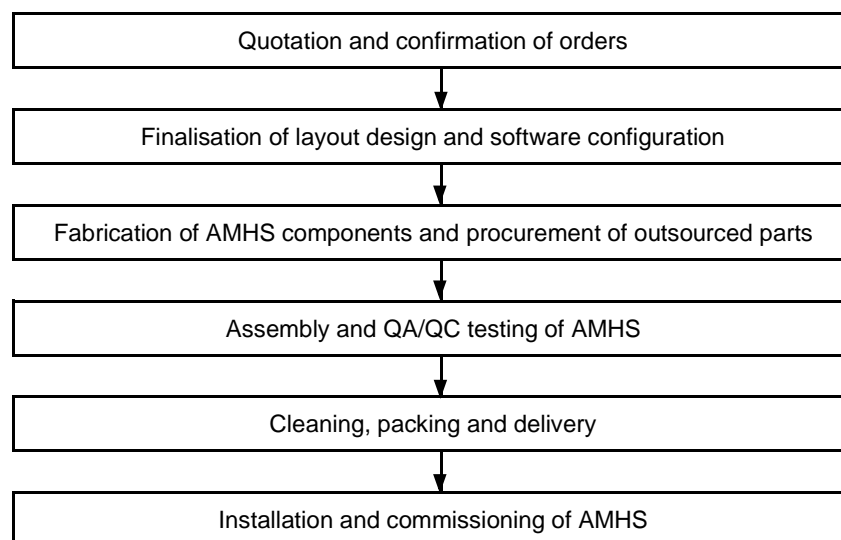 Quotation and confirmation of orders
Finalisation of layout design and software configuration
Fabrication of AMHS components and procurement of outsourced parts
Assembly and QA/QC testing of AMHS
Cleaning, packing and delivery
Installation and commissioning of AMHS